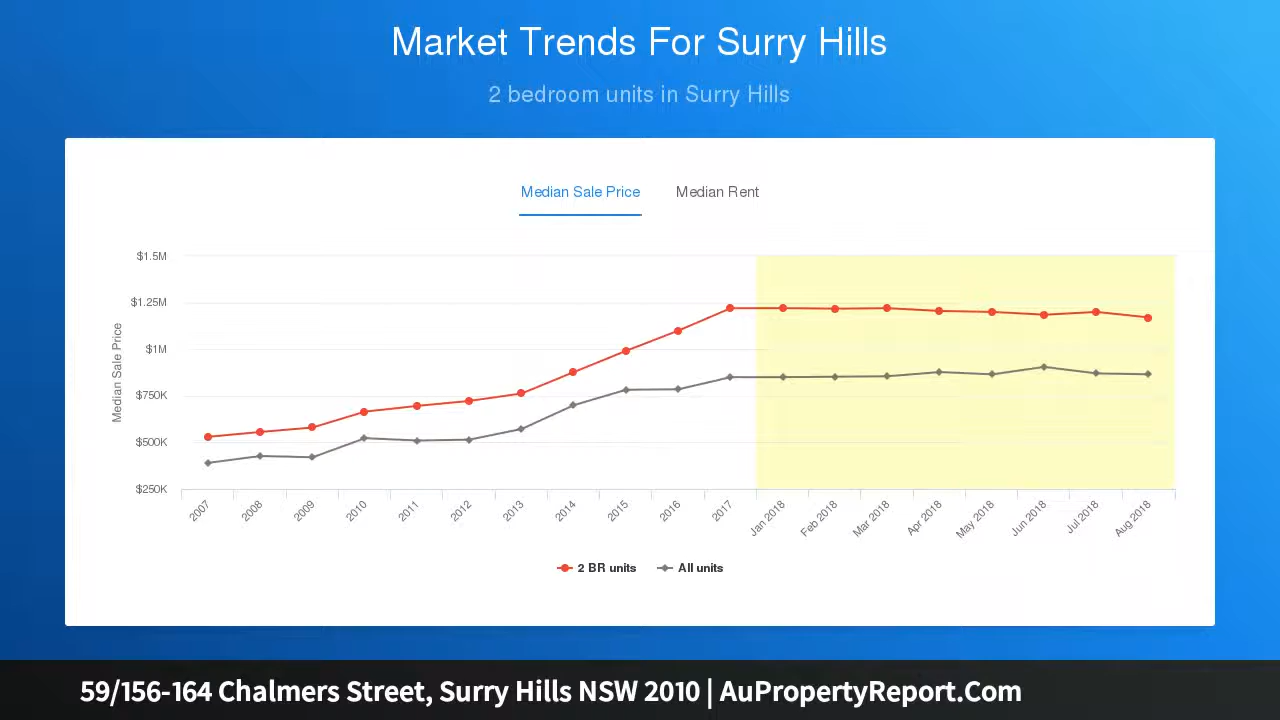 Market Trends For Surry Hills
2 bedroom units in Surry Hills
Median Sale Price Median Rent
$1.5M
$1.25M
$1M
$750K
$500K
$250K
Median Sale Price
2007 2008 2009 2010 2011 2012 2013 2014 2015 2016 2017 Jan 2018 Feb 2018 Mar 2018 Apr 2018 May 2018 Jun 2018 Jul 2018 Aug 2018
2 BR units All units
59/156-164 Chalmers Street, Surry Hills NSW 2010 | AuPropertyReport.Com